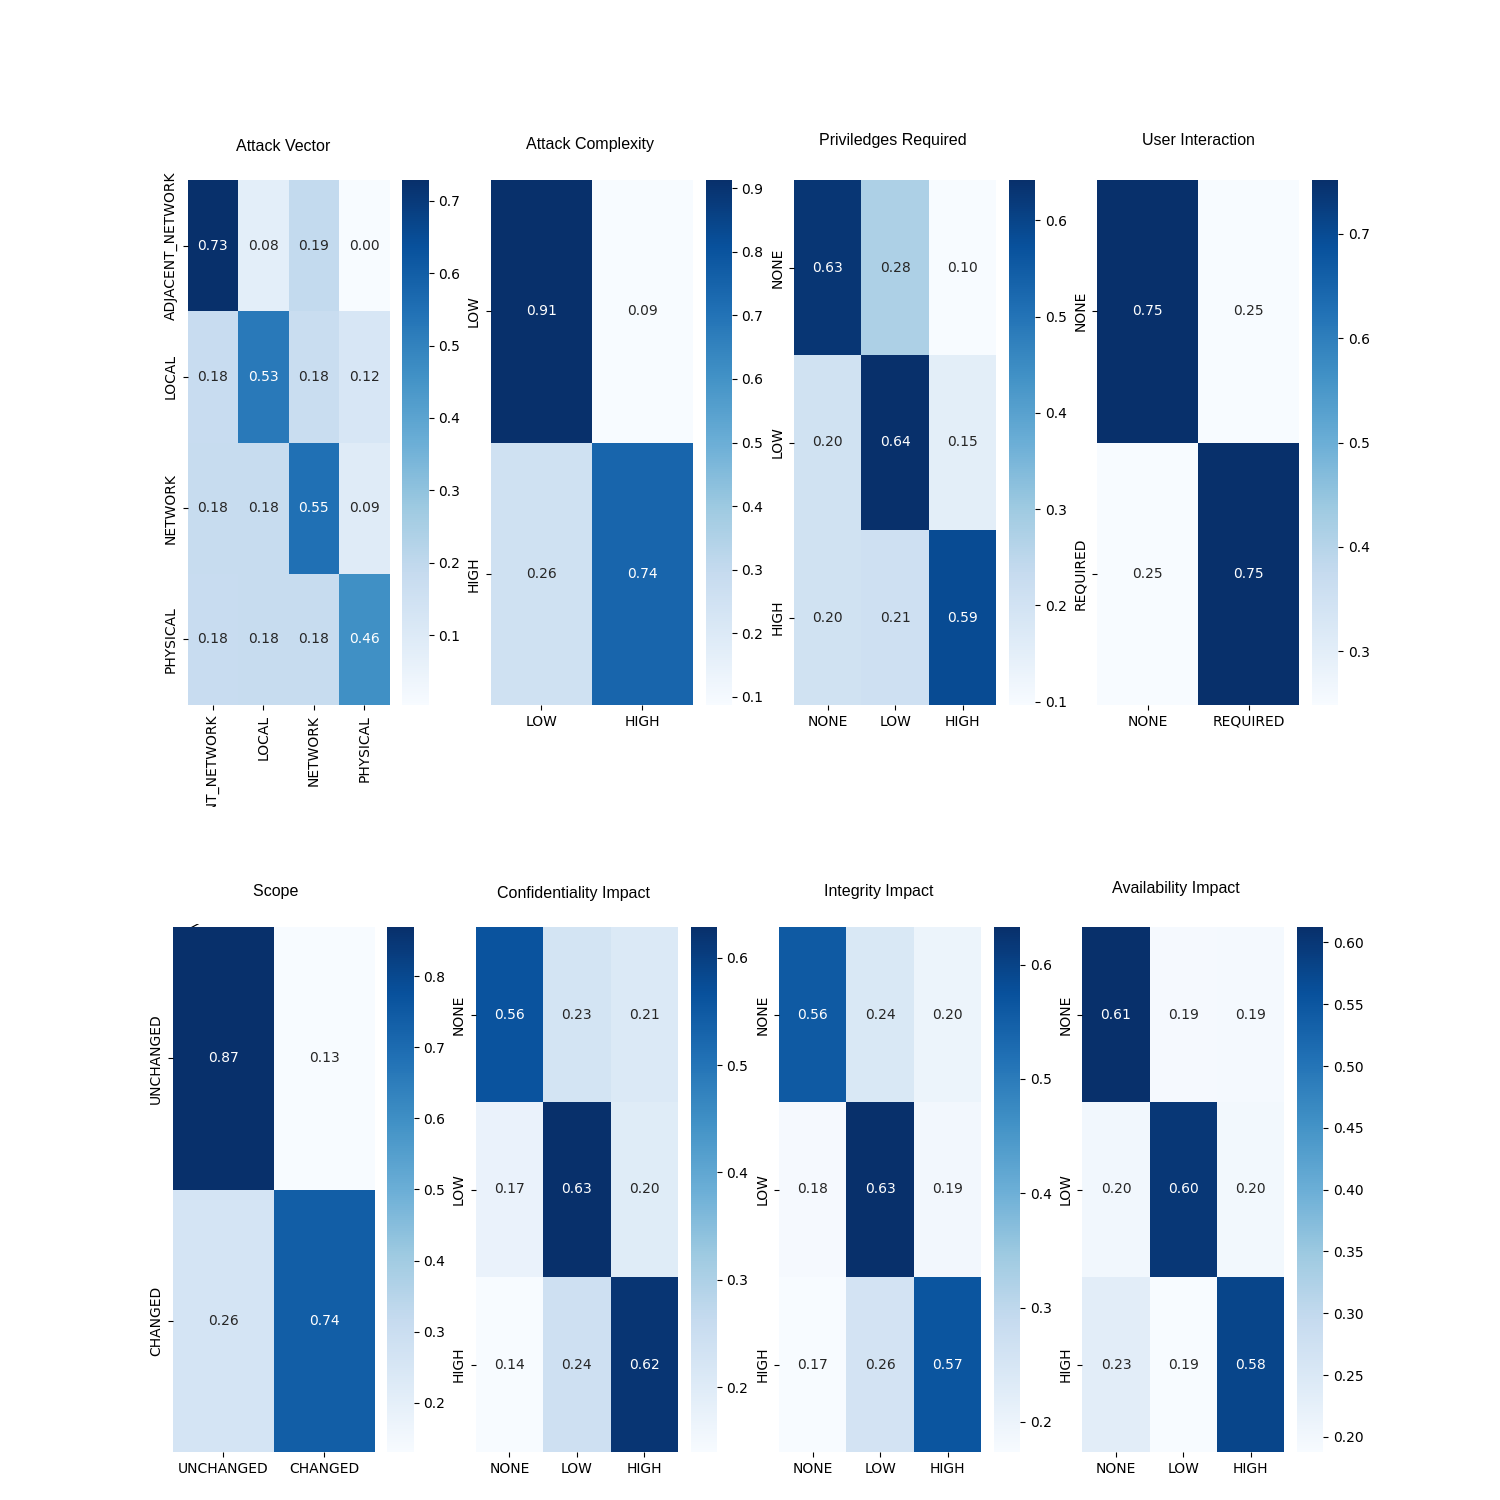 Attack Vector
ADJACENT_NETWORK
LOCAL
NETWORK
PHYSICAL
0.73 0.08 0.19 0.00
0.18 0.53 0.18 0.12
0.18 0.18 0.55 0.09
0.18 0.18 0.18 0.46
NT_NETWORK
LOCAL
NETWORK
PHYSICAL
0.7
0.6
0.5
0.4
0.3
0.2
0.1
Attack Complexity
LOW
HIGH
0.91 0.09
0.26 0.74
LOW HIGH
0.9
0.8
0.7
0.6
0.5
0.4
0.3
0.2
0.1
Priviledges Required
NONE
LOW
HIGH
0.63 0.28 0.10
0.20 0.64 0.15
0.20 0.21 0.59
NONE LOW HIGH
0.6
0.5
0.4
0.3
0.2
0.1
User Interaction
NONE
REQUIRED
0.75 0.25
0.25 0.75
NONE REQUIRED
0.7
0.6
0.5
0.4
0.3
Scope
UNCHANGED
CHANGED
0.87 0.13
0.26 0.74
UNCHANGED CHANGED
0.8
0.7
0.6
0.5
0.4
0.3
0.2
Confidentiality Impact
NONE
LOW
HIGH
0.56 0.23 0.21
0.17 0.63 0.20
0.14 0.24 0.62
NONE LOW HIGH
0.6
0.5
0.4
0.3
0.2
Integrity Impact
NONE
LOW
HIGH
0.56 0.24 0.20
0.18 0.63 0.19
0.17 0.26 0.57
NONE LOW HIGH
0.6
0.5
0.4
0.3
0.2
Availability Impact
NONE
LOW
HIGH
0.61 0.19 0.19
0.20 0.60 0.20
0.23 0.19 0.58
NONE LOW HIGH
0.60
0.55
0.50
0.45
0.40
0.35
0.30
0.25
0.20